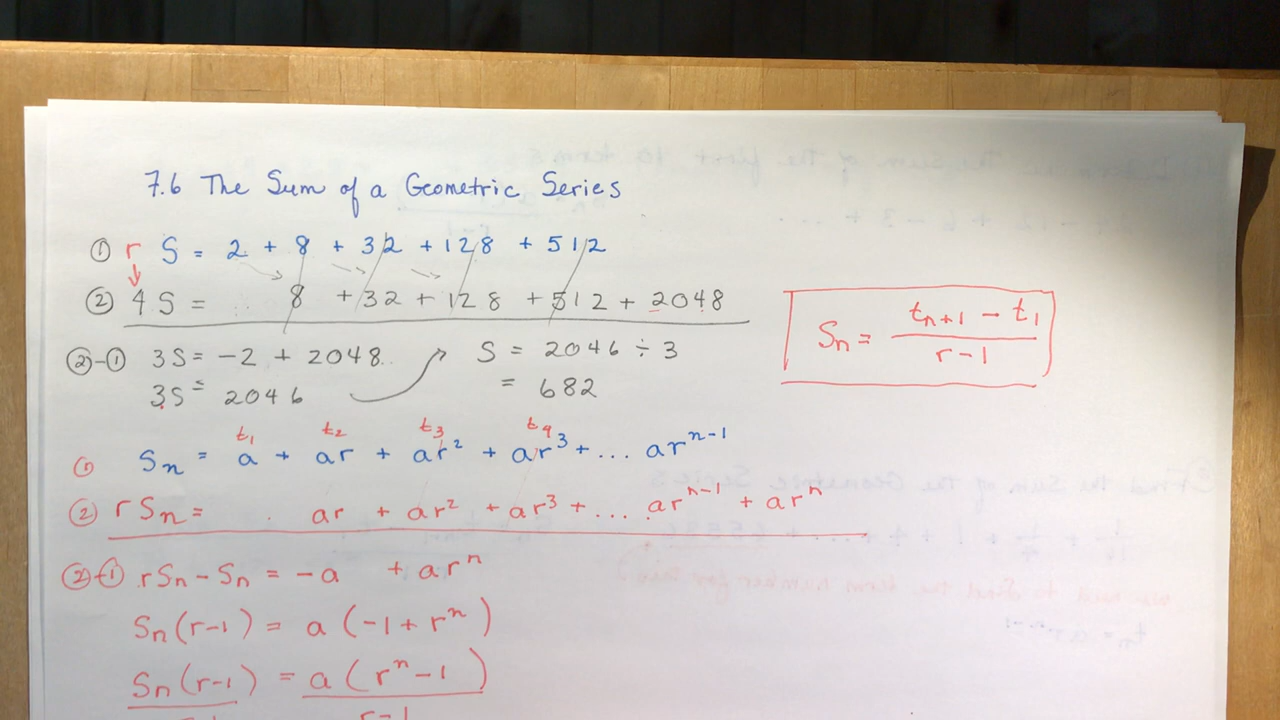 7.6 The Sum of a Geometric Series
① r S = 2 + 8 + 32 + 128 + 512
② 4 S = 8 + 32 + 128 + 512 + 2048
②-① 3S = -2 + 2048
S = 2046 ÷ 3
3S = 2046
= 682
Sn = (tn+1 - t1) / (r-1)
t1 t2 t3 t4
① Sn = a + ar + ar² + ar³ + ... arⁿ⁻¹
② rSn = ar + ar² + ar³ + ... arⁿ⁻¹ + arⁿ
②-① rSn - Sn = -a + arⁿ
Sn(r-1) = a(-1 + rⁿ)
Sn(r-1) = a(rⁿ - 1)
r-1